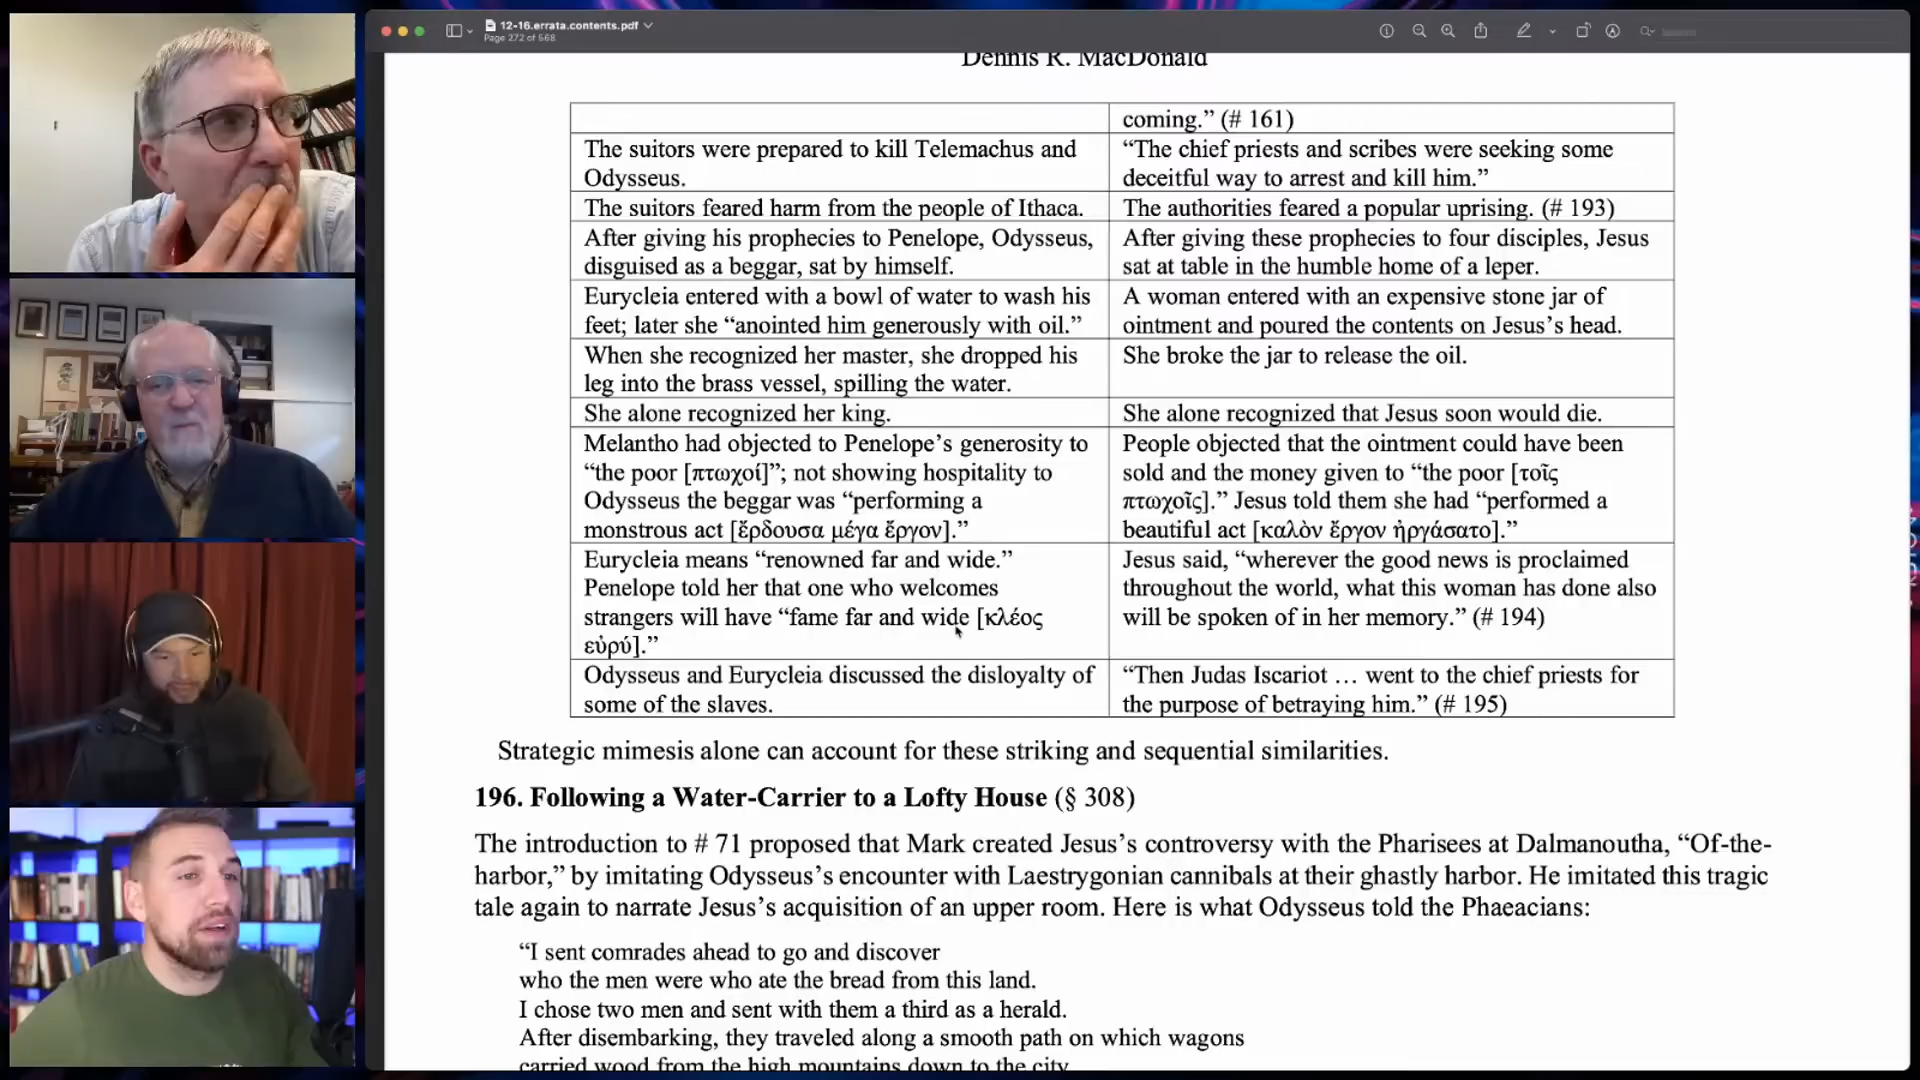 12-16.errata.contents.pdf
Page 272 of 568
Dennis R. MacDonald
coming.” (# 161)
The suitors were prepared to kill Telemachus and
Odysseus.
“The chief priests and scribes were seeking some
deceitful way to arrest and kill him.”
The suitors feared harm from the people of Ithaca.
The authorities feared a popular uprising. (# 193)
After giving his prophecies to Penelope, Odysseus,
disguised as a beggar, sat by himself.
After giving these prophecies to four disciples, Jesus
sat at table in the humble home of a leper.
Eurycleia entered with a bowl of water to wash his
feet; later she “anointed him generously with oil.”
A woman entered with an expensive stone jar of
ointment and poured the contents on Jesus’s head.
When she recognized her master, she dropped his
leg into the brass vessel, spilling the water.
She broke the jar to release the oil.
She alone recognized her king.
She alone recognized that Jesus soon would die.
Melantho had objected to Penelope’s generosity to
“the poor [πτωχοί]”; not showing hospitality to
Odysseus the beggar was “performing a
monstrous act [ἔρδουσα μέγα ἔργον].”
People objected that the ointment could have been
sold and the money given to “the poor [τοῖς
πτωχοῖς].” Jesus told them she had “performed a
beautiful act [καλὸν ἔργον ἠργάσατο].”
Eurycleia means “renowned far and wide.”
Penelope told her that one who welcomes
strangers will have “fame far and wide [κλέος
εὐρύ].”
Jesus said, “wherever the good news is proclaimed
throughout the world, what this woman has done also
will be spoken of in her memory.” (# 194)
Odysseus and Eurycleia discussed the disloyalty of
some of the slaves.
“Then Judas Iscariot … went to the chief priests for
the purpose of betraying him.” (# 195)
Strategic mimesis alone can account for these striking and sequential similarities.
196. Following a Water-Carrier to a Lofty House (§ 308)
The introduction to # 71 proposed that Mark created Jesus’s controversy with the Pharisees at Dalmanoutha, “Of-the-
harbor,” by imitating Odysseus’s encounter with Laestrygonian cannibals at their ghastly harbor. He imitated this tragic
tale again to narrate Jesus’s acquisition of an upper room. Here is what Odysseus told the Phaeacians:
“I sent comrades ahead to go and discover
who the men were who ate the bread from this land.
I chose two men and sent with them a third as a herald.
After disembarking, they traveled along a smooth path on which wagons
carried wood from the high mountains down to the city